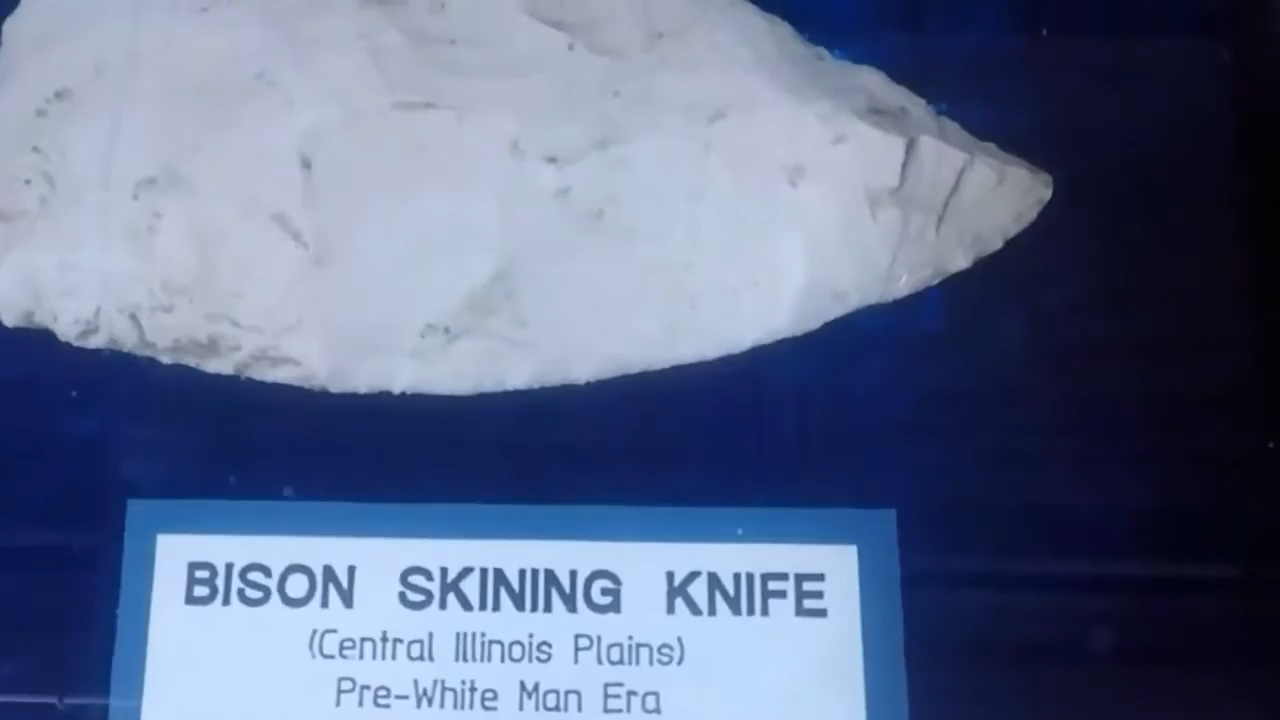 BISON SKINING KNIFE
(Central Illinois Plains)
Pre-White Man Era